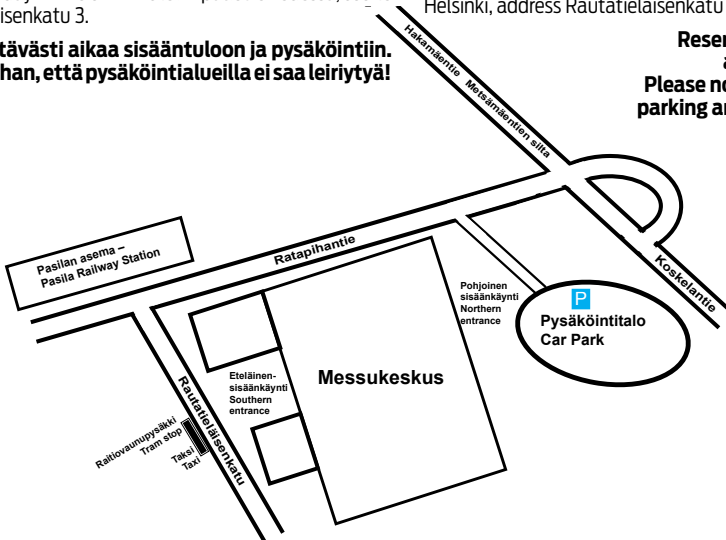 isenkatu 3.
tävästi aikaa sisääntuloon ja pysäköintiin.
han, että pysäköintialueilla ei saa leiriytyä!
Helsinki, address Rautatieläisenkatu
Reser
a
Please no
parking ar
Hakamäentie
Metsämäentien silta
Pasilan asema –
Pasila Railway Station
Ratapihantie
Koskelantie
Pohjoinen
sisäänkäynti
Northern
entrance
P
Pysäköintitalo
Car Park
Eteläinen-
sisäänkäynti
Southern
entrance
Messukeskus
Rautatieläisenkatu
Raitiovaunupysäkki
Tram stop
Taksi
Taxi